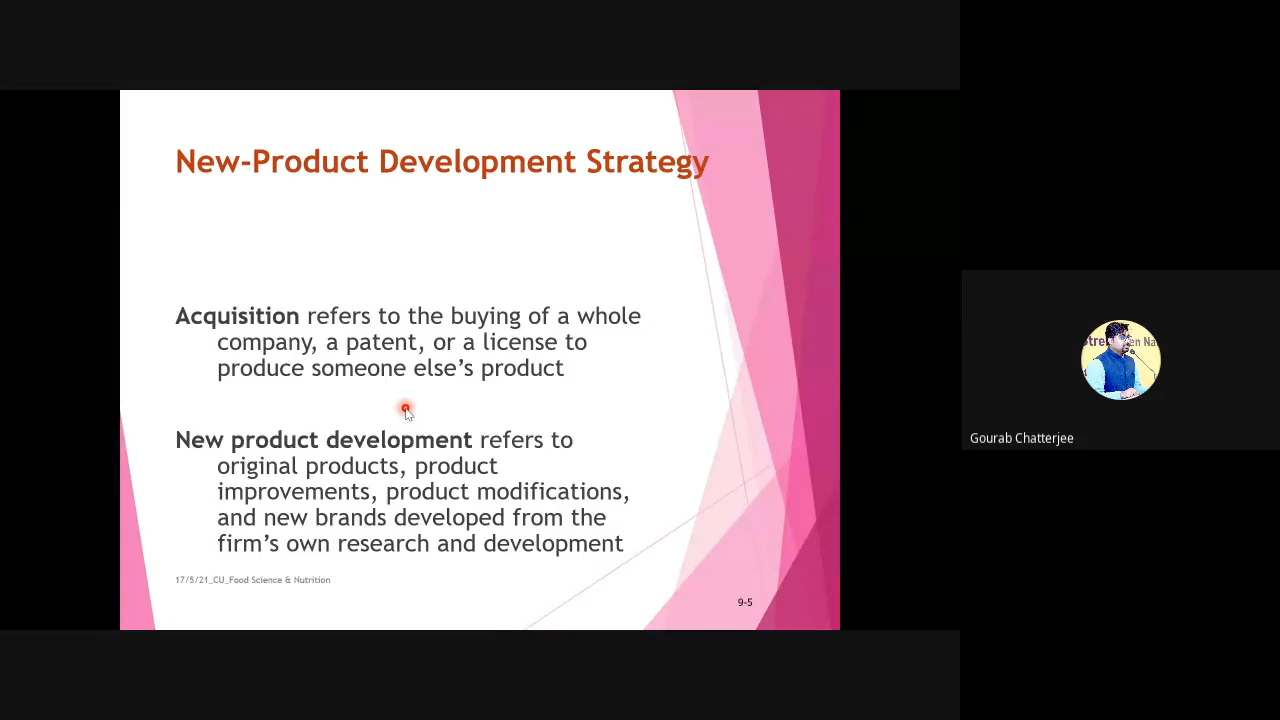 New-Product Development Strategy
Acquisition refers to the buying of a whole
company, a patent, or a license to
produce someone else’s product
New product development refers to
original products, product
improvements, product modifications,
and new brands developed from the
firm’s own research and development
17/5/21_CU_Food Science & Nutrition
9-5
Gourab Chatterjee